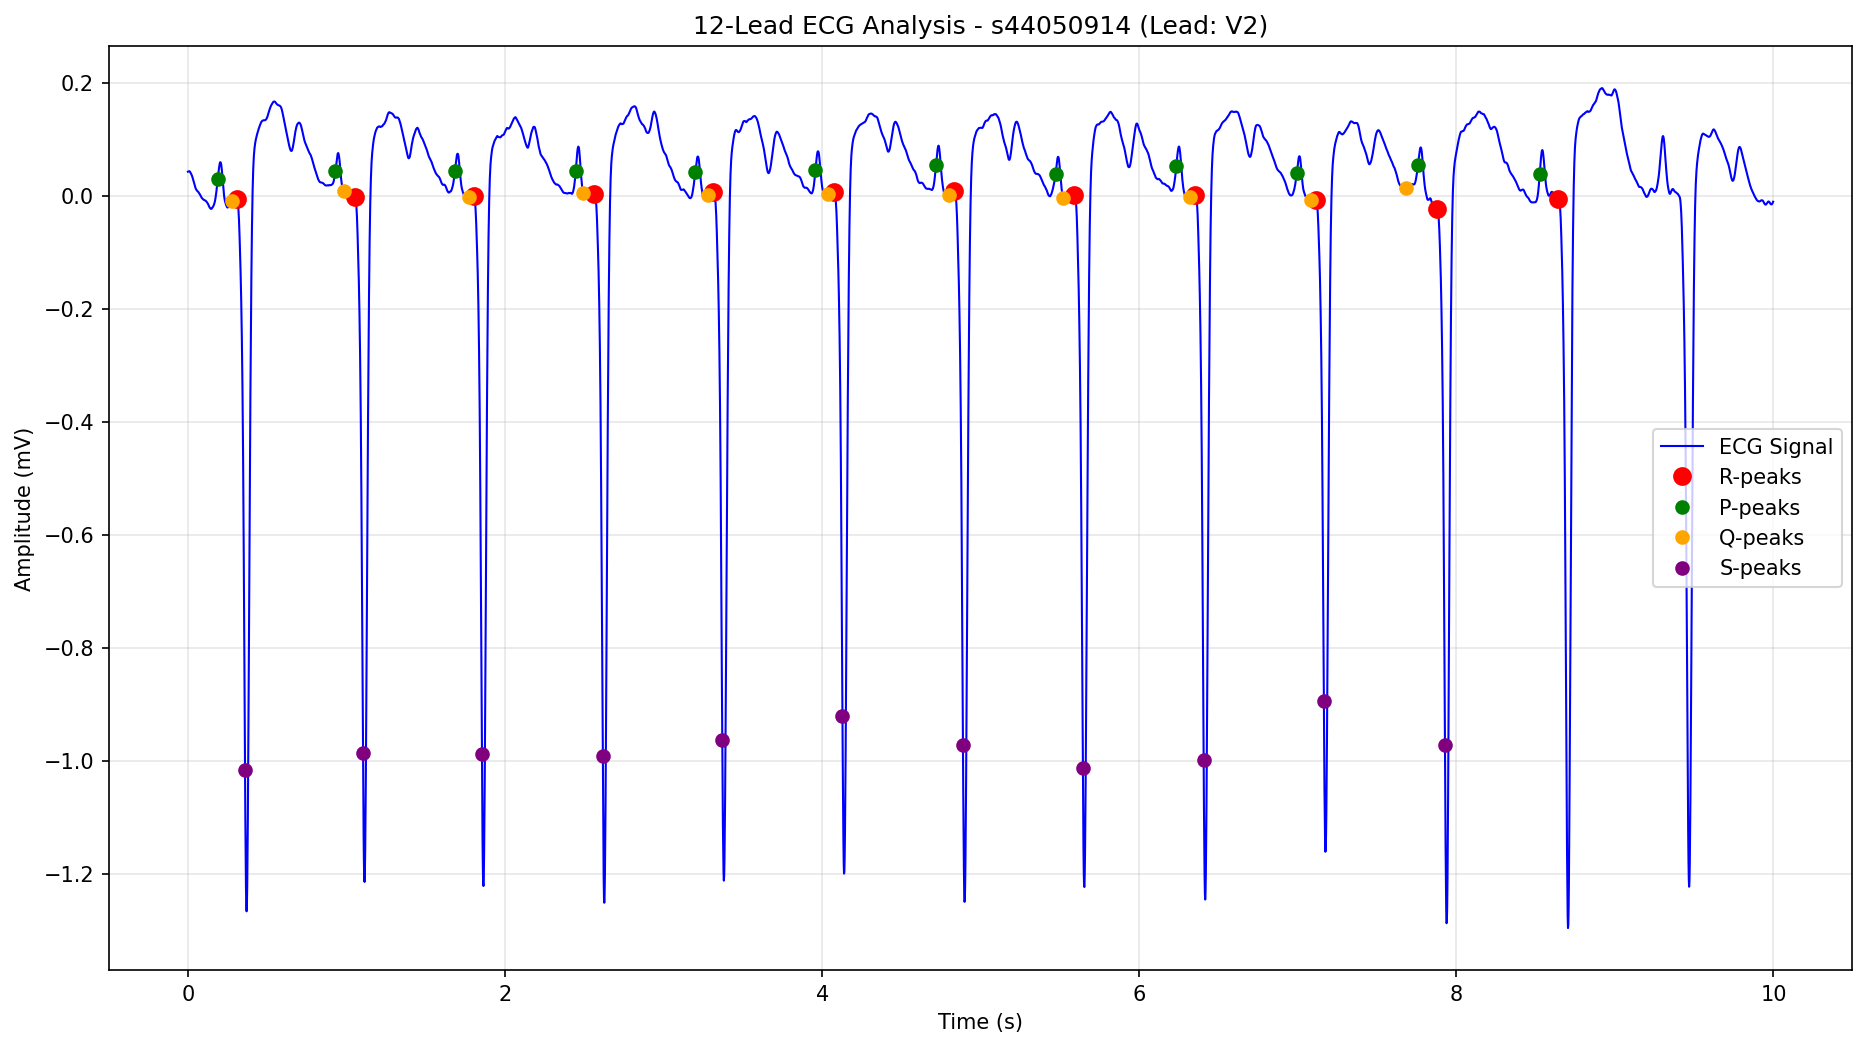 12-Lead ECG Analysis - s44050914 (Lead: V2)
Amplitude (mV)
0.2
0.0
−0.2
−0.4
−0.6
−0.8
−1.0
−1.2
ECG Signal
R-peaks
P-peaks
Q-peaks
S-peaks
0 2 4 6 8 10
Time (s)